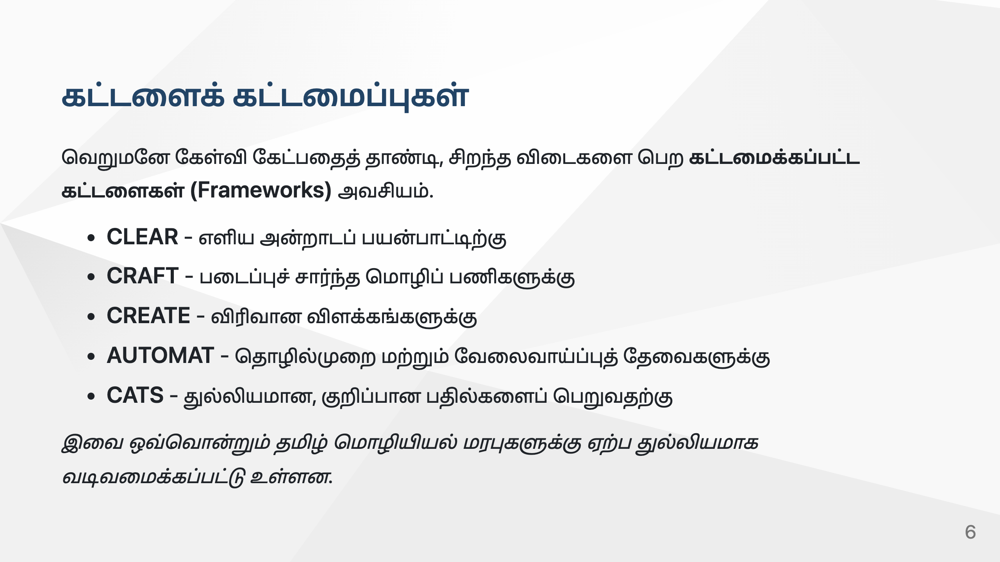 கட்டளைக் கட்டமைப்புகள்
வெறுமனே கேள்வி கேட்பதைத் தாண்டி, சிறந்த விடைகளை பெற கட்டமைக்கப்பட்ட
கட்டளைகள் (Frameworks) அவசியம்.
• CLEAR - எளிய அன்றாடப் பயன்பாட்டிற்கு
• CRAFT - படைப்புச் சார்ந்த மொழிப் பணிகளுக்கு
• CREATE - விரிவான விளக்கங்களுக்கு
• AUTOMAT - தொழில்முறை மற்றும் வேலைவாய்ப்புத் தேவைகளுக்கு
• CATS - துல்லியமான, குறிப்பான பதில்களைப் பெறுவதற்கு
இவை ஒவ்வொன்றும் தமிழ் மொழியியல் மரபுகளுக்கு ஏற்ப துல்லியமாக
வடிவமைக்கப்பட்டு உள்ளன.
6